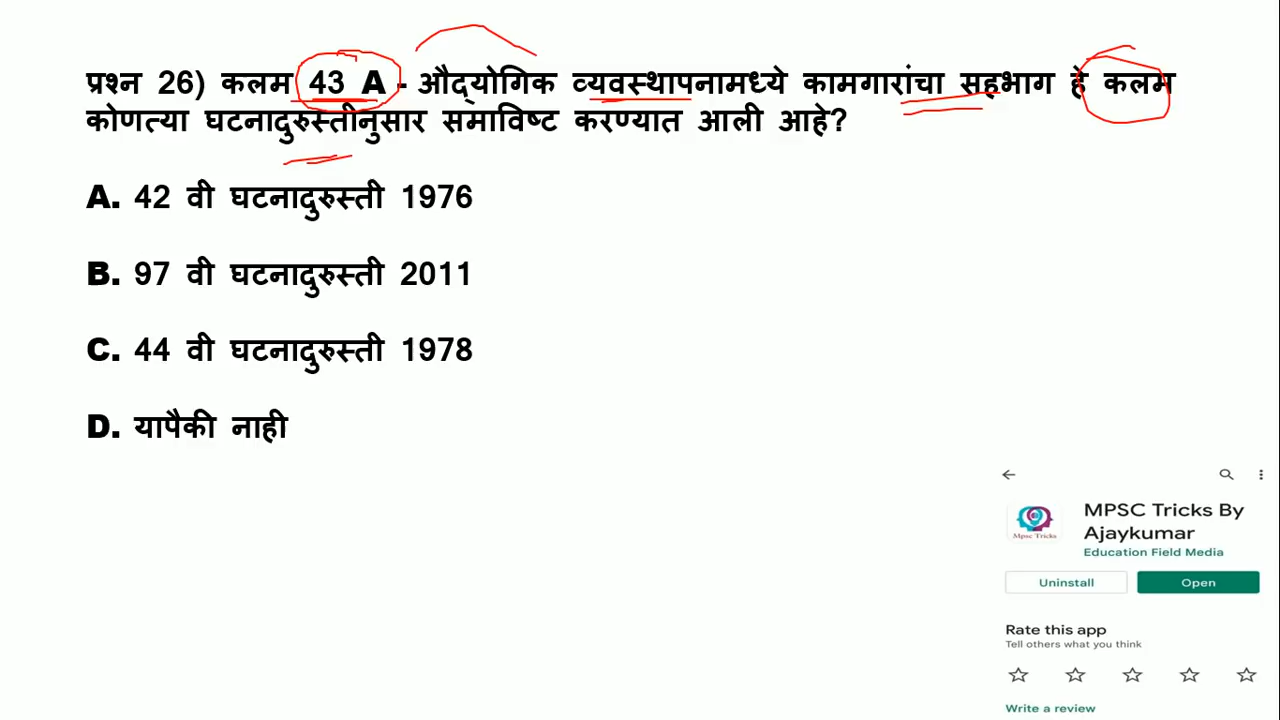 प्रश्न 26) कलम 43 A - औद्योगिक व्यवस्थापनामध्ये कामगारांचा सहभाग हे कलम
कोणत्या घटनादुरुस्तीनुसार समाविष्ट करण्यात आली आहे?
A. 42 वी घटनादुरुस्ती 1976
B. 97 वी घटनादुरुस्ती 2011
C. 44 वी घटनादुरुस्ती 1978
D. यापैकी नाही
MPSC Tricks By
Ajaykumar
Mpsc Tricks
Education Field Media
Uninstall Open
Rate this app
Tell others what you think
Write a review